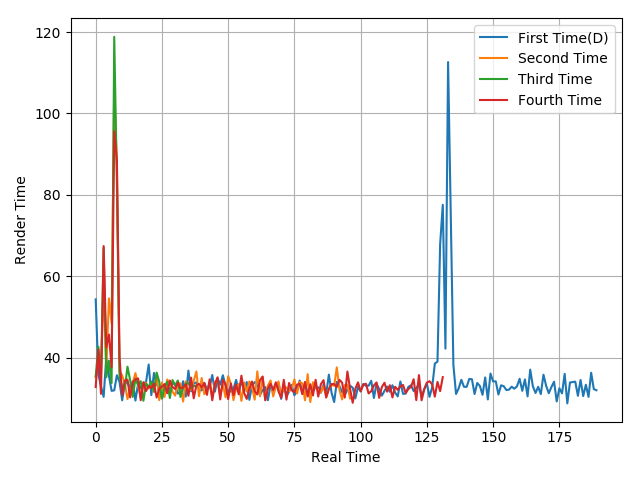 First Time(D)
Second Time
Third Time
Fourth Time
120
100
80
60
40
Render Time
0 25 50 75 100 125 150 175
Real Time